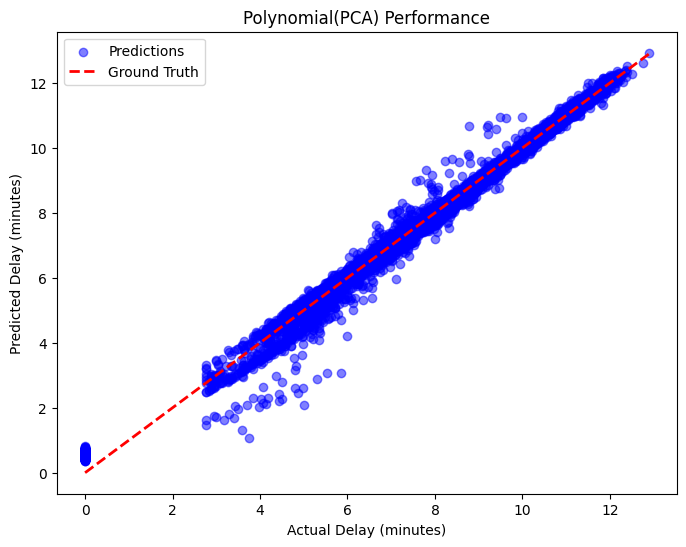 Polynomial(PCA) Performance
Predictions
Ground Truth
Predicted Delay (minutes)
12
10
8
6
4
2
0
0 2 4 6 8 10 12
Actual Delay (minutes)